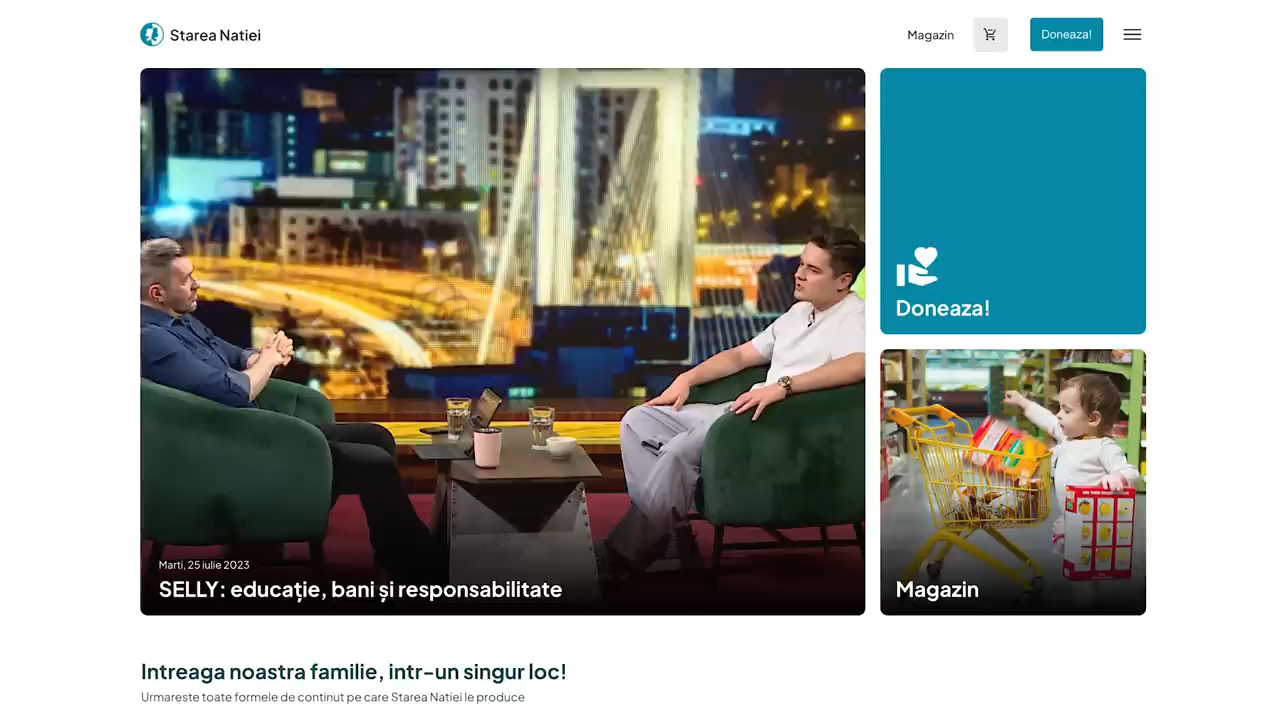 Starea Natiei
Magazin
Doneaza!
Doneaza!
Marti, 25 iulie 2023
SELLY: educație, bani și responsabilitate
Magazin
Intreaga noastra familie, intr-un singur loc!
Urmareste toate formele de continut pe care Starea Natiei le produce